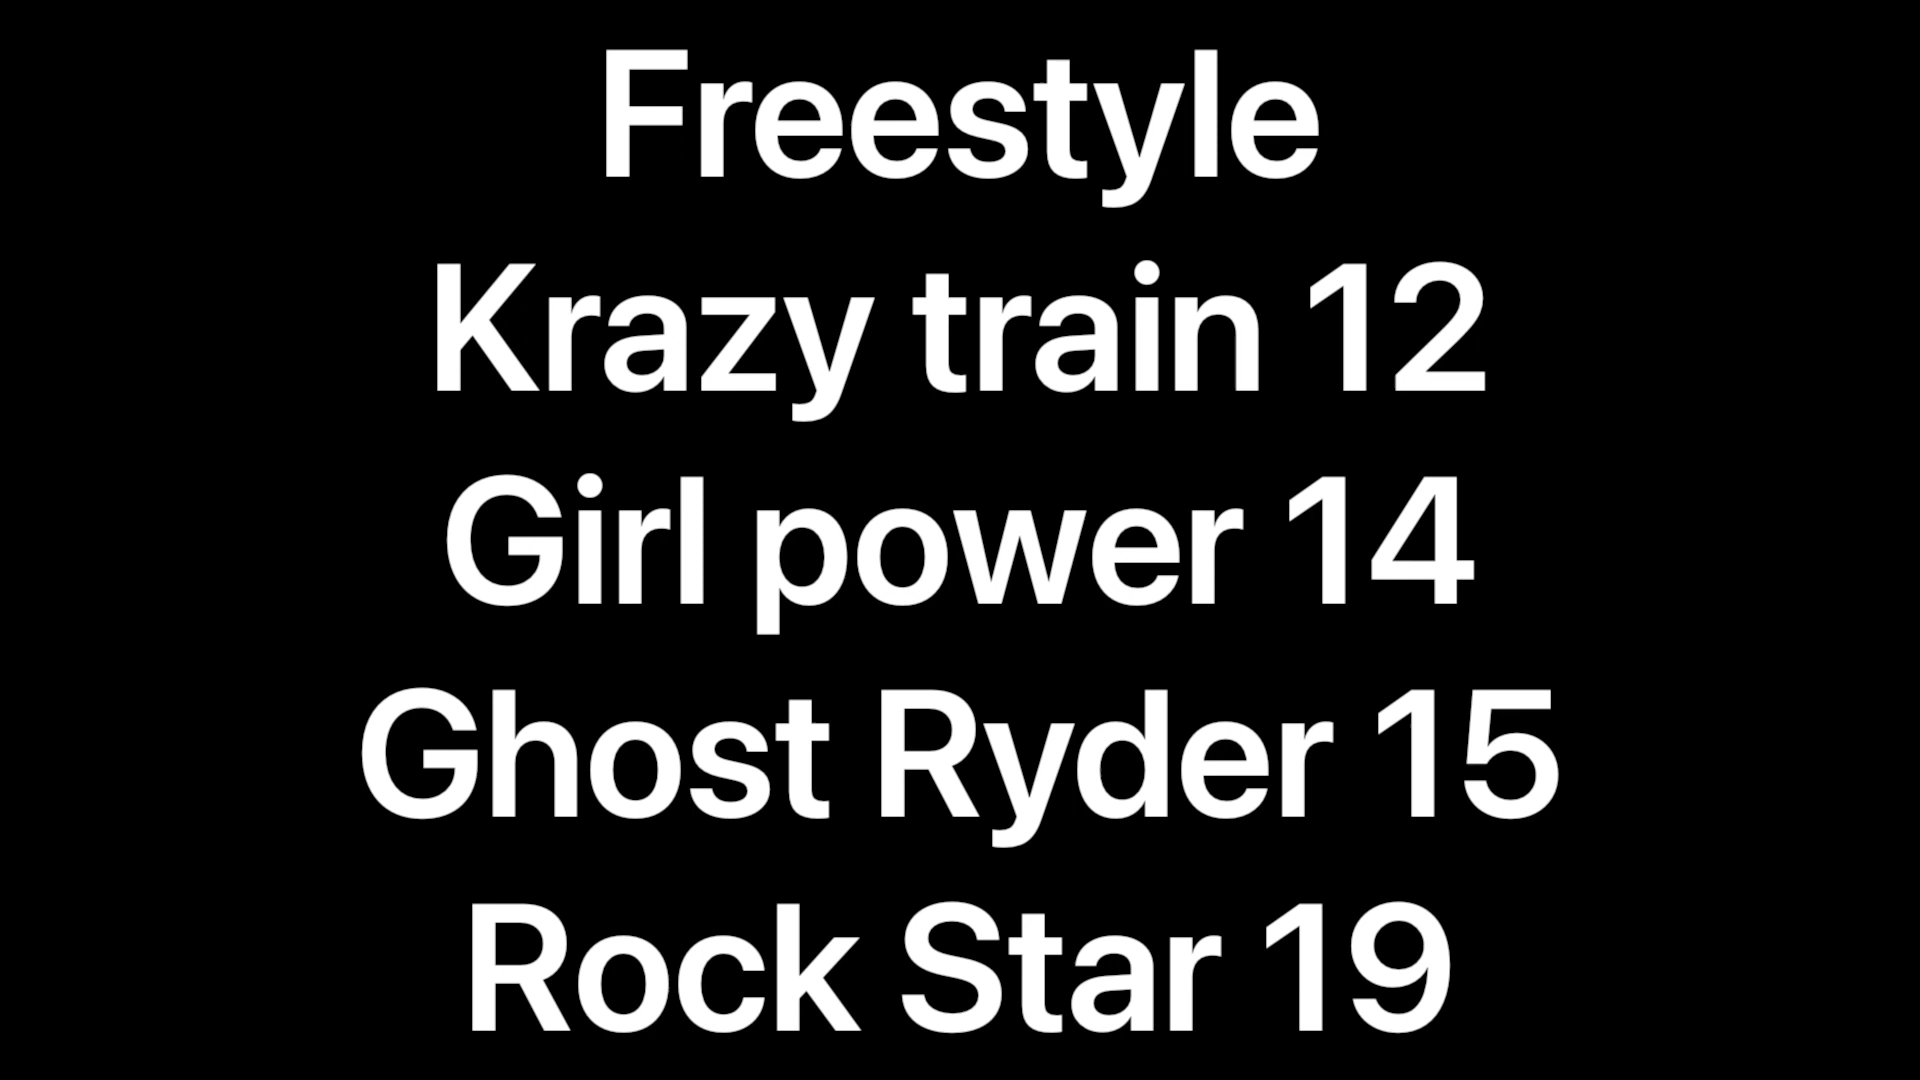 Freestyle
Krazy train 12
Girl power 14
Ghost Ryder 15
Rock Star 19